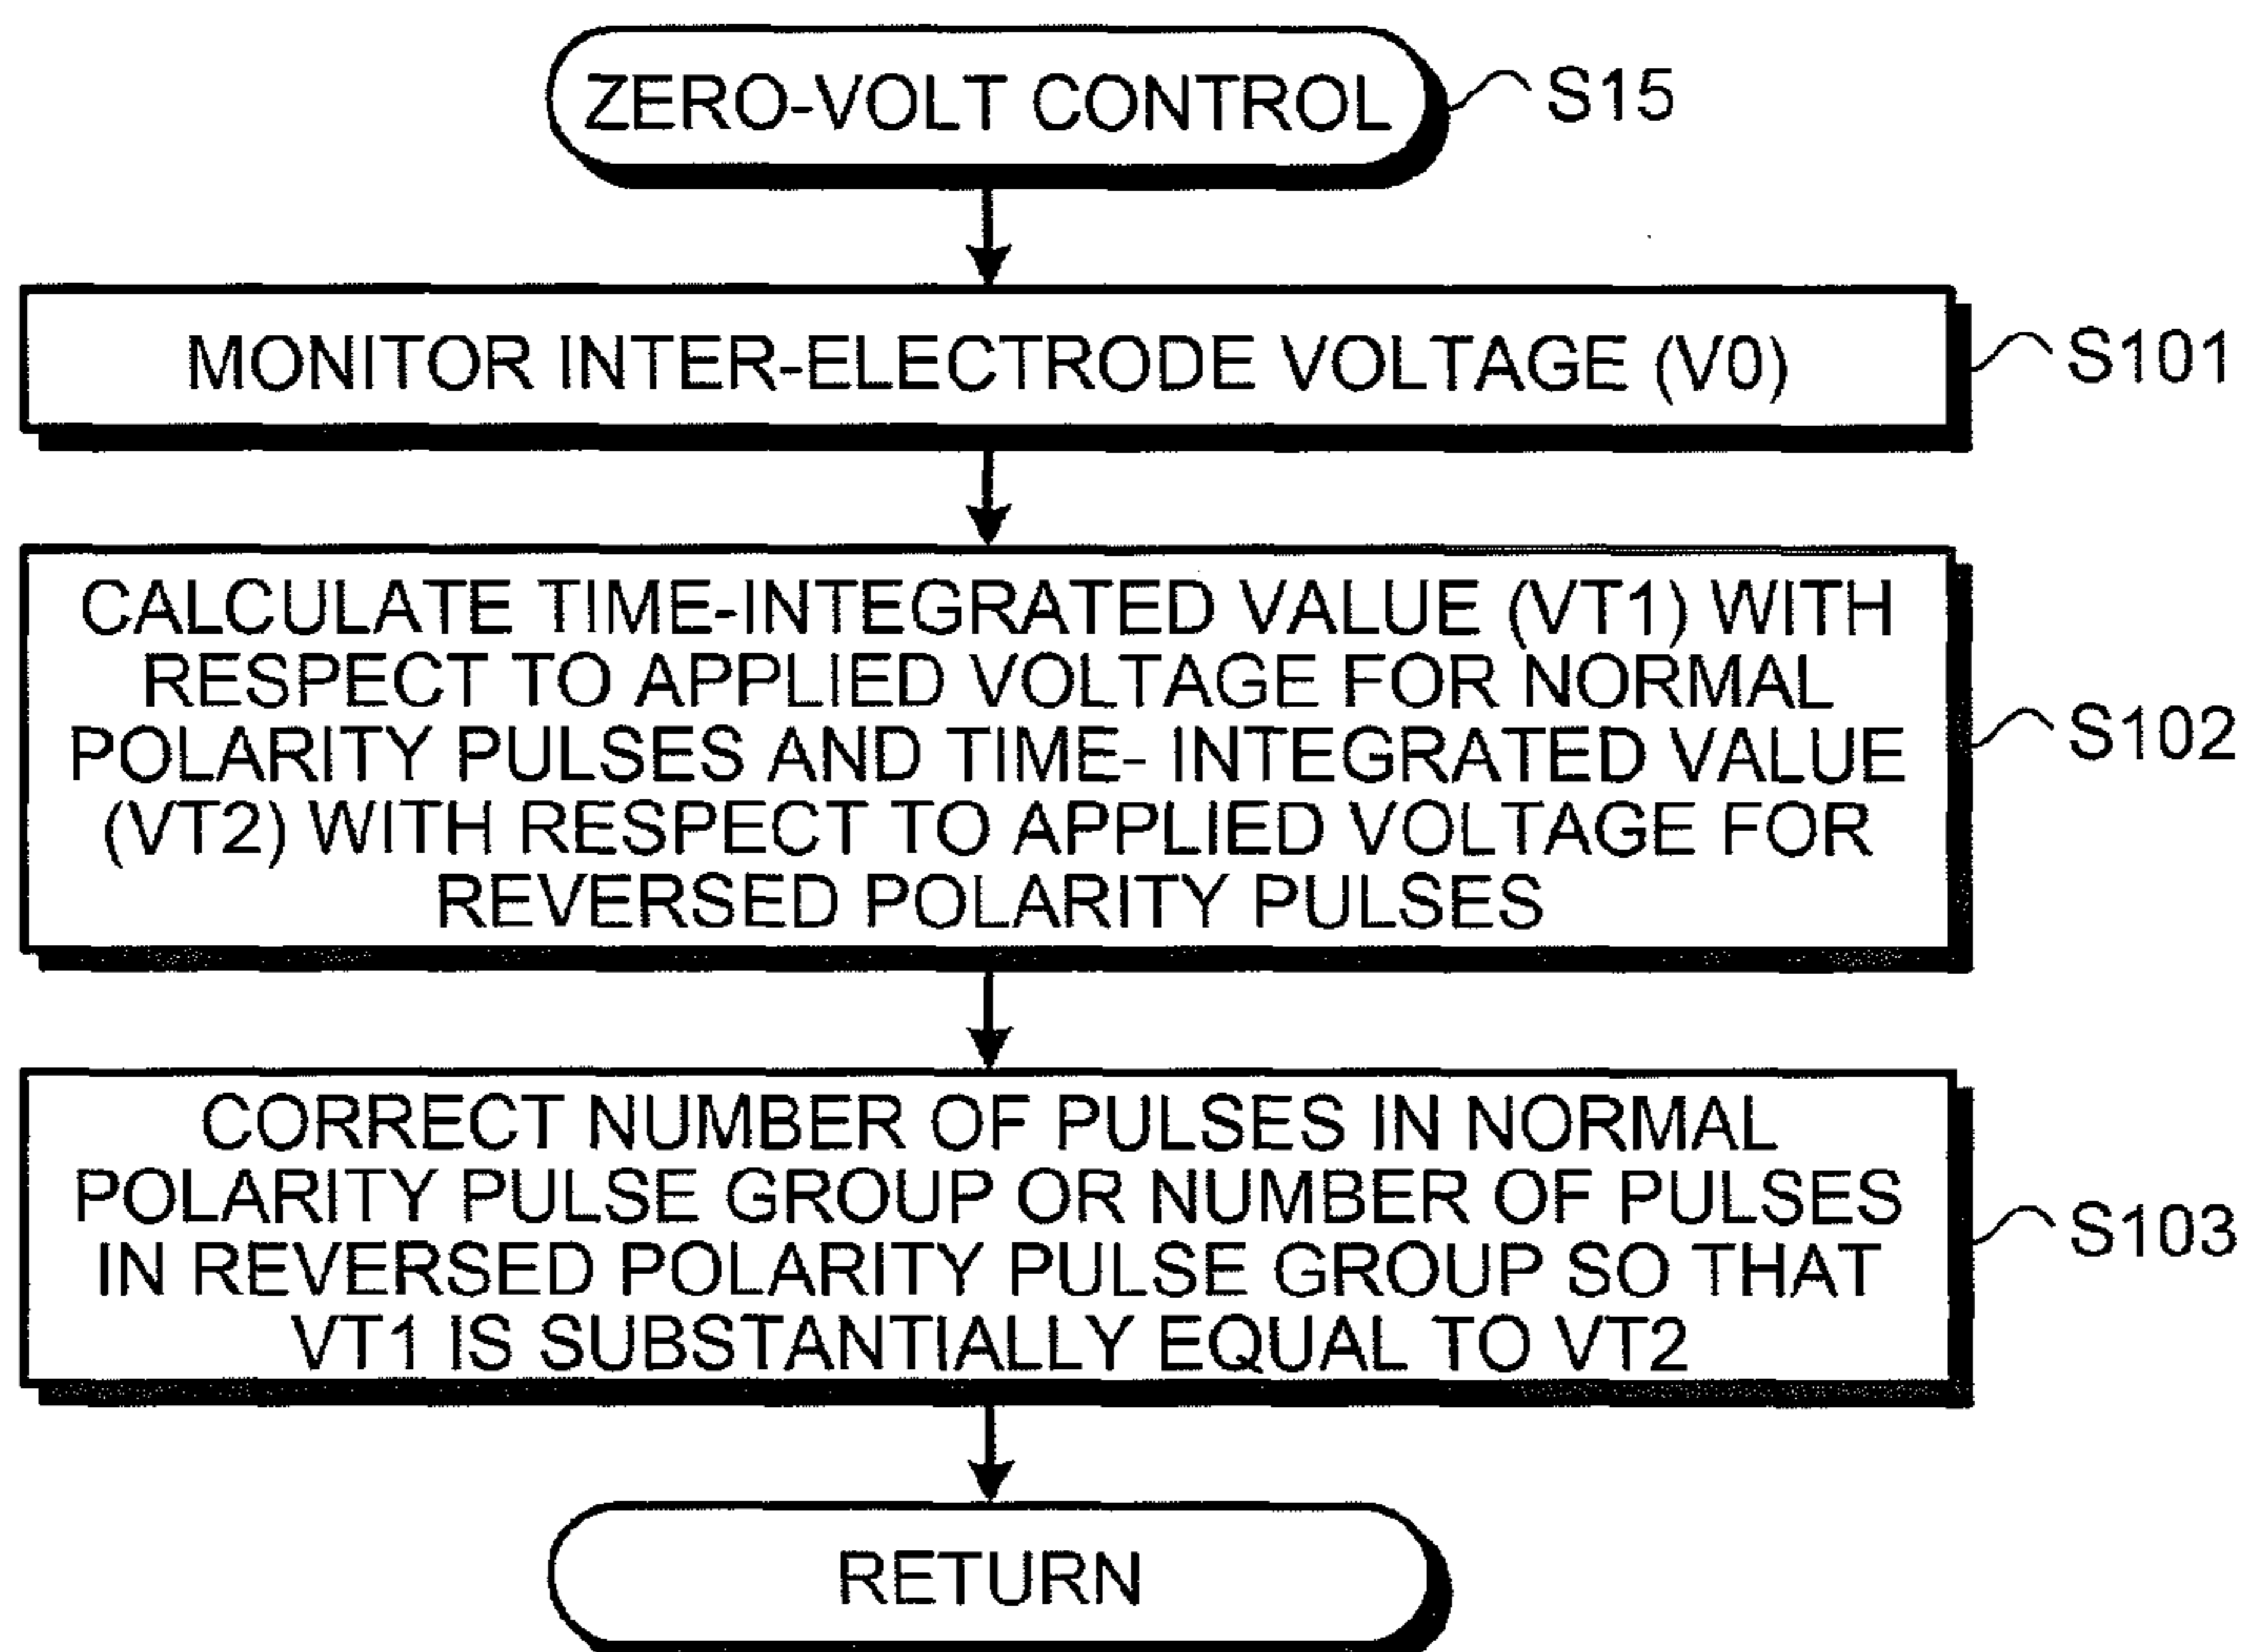 ZERO-VOLT CONTROL
S15
MONITOR INTER-ELECTRODE VOLTAGE (V0)
S101
CALCULATE TIME-INTEGRATED VALUE (VT1) WITH
RESPECT TO APPLIED VOLTAGE FOR NORMAL
POLARITY PULSES AND TIME- INTEGRATED VALUE
(VT2) WITH RESPECT TO APPLIED VOLTAGE FOR
REVERSED POLARITY PULSES
S102
CORRECT NUMBER OF PULSES IN NORMAL
POLARITY PULSE GROUP OR NUMBER OF PULSES
IN REVERSED POLARITY PULSE GROUP SO THAT
VT1 IS SUBSTANTIALLY EQUAL TO VT2
S103
RETURN